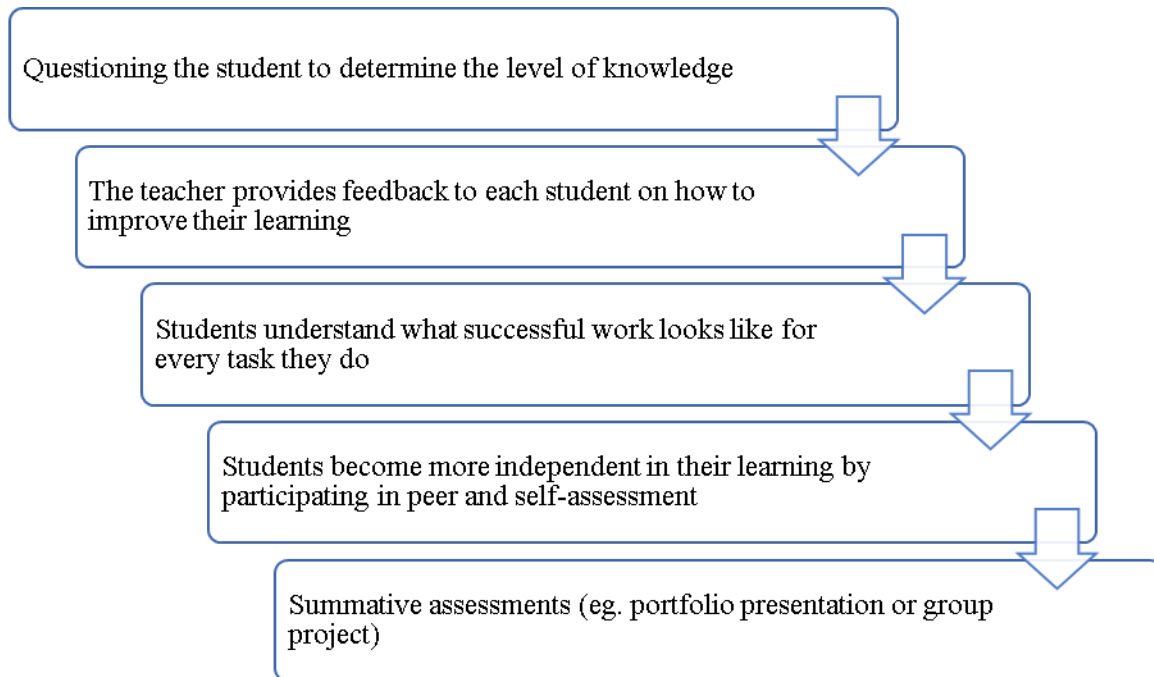 Questioning the student to determine the level of knowledge
The teacher provides feedback to each student on how to
improve their learning
Students understand what successful work looks like for
every task they do
Students become more independent in their learning by
participating in peer and self-assessment
Summative assessments (eg. portfolio presentation or group
project)